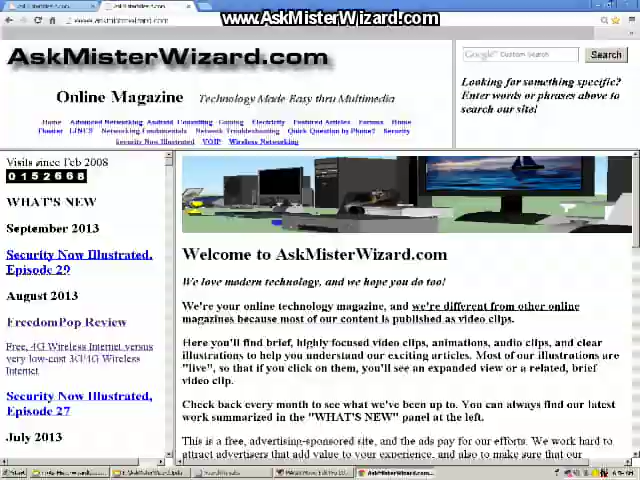 www.AskMisterWizard.com
AskMisterWizard.com
Online Magazine
Technology Made Easy thru Multimedia
Home Advanced Networking Android Consulting Gaming Electricity Featured Articles Forums Home
Theater LINUX Networking Fundamentals Network Troubleshooting Quick Question by Phone? Security
Security Now Illustrated VOIP Wireless Networking
Google Custom Search
Search
Looking for something specific?
Enter words or phrases above to
search our site!
Visits since Feb 2008
0152668
WHAT'S NEW
September 2013
Security Now Illustrated,
Episode 29
August 2013
FreedomPop Review
Free, 4G Wireless Internet versus
very low-cost 3G/4G Wireless
Internet
Security Now Illustrated,
Episode 27
July 2013
Welcome to AskMisterWizard.com
We love modern technology, and we hope you do too!
We're your online technology magazine, and we're different from other online
magazines because most of our content is published as video clips.
Here you'll find brief, highly focused video clips, animations, audio clips, and clear
illustrations to help you understand our exciting articles. Most of our illustrations are
"live", so that if you click on them, you'll see an expanded view or a related, brief
video clip.
Check back every month to see what we've been up to. You can always find our latest
work summarized in the "WHAT'S NEW" panel at the left.
This is a free, advertising-sponsored site, and the ads pay for our efforts. We work hard to
attract advertisers that add value to your experience, and also to make sure that our